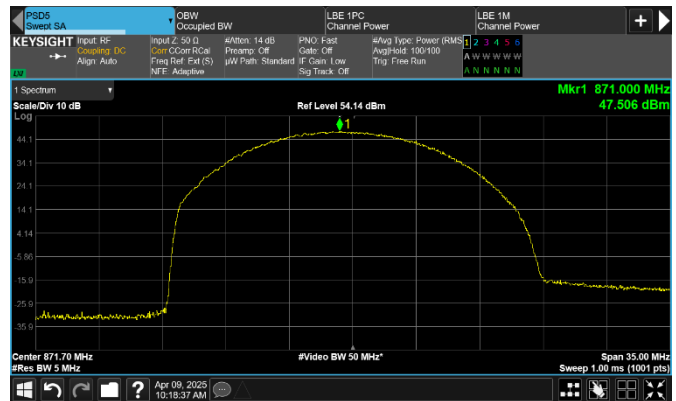 PSD5
Swept SA
OBW
Occupied BW
LBE 1PC
Channel Power
LBE 1M
Channel Power
KEYSIGHT
Input: RF
Coupling: DC
Align: Auto
Input Z: 50 Ω
Corr CCorr RCal
Freq Ref: Ext (S)
NFE: Adaptive
#Atten: 14 dB
Preamp: Off
µW Path: Standard
PNO: Fast
Gate: Off
IF Gain: Low
Sig Track: Off
#Avg Type: Power (RMS)
Avg|Hold: 100/100
Trig: Free Run
1 2 3 4 5 6
A W W W W W
A N N N N N
LXI
1 Spectrum
Scale/Div 10 dB
Ref Level 54.14 dBm
Mkr1 871.000 MHz
47.506 dBm
Log
1
44.1
34.1
24.1
14.1
4.14
-5.86
-15.9
-25.9
-35.9
Center 871.70 MHz
#Video BW 50 MHz*
Span 35.00 MHz
#Res BW 5 MHz
Sweep 1.00 ms (1001 pts)
?
Apr 09, 2025
10:18:37 AM